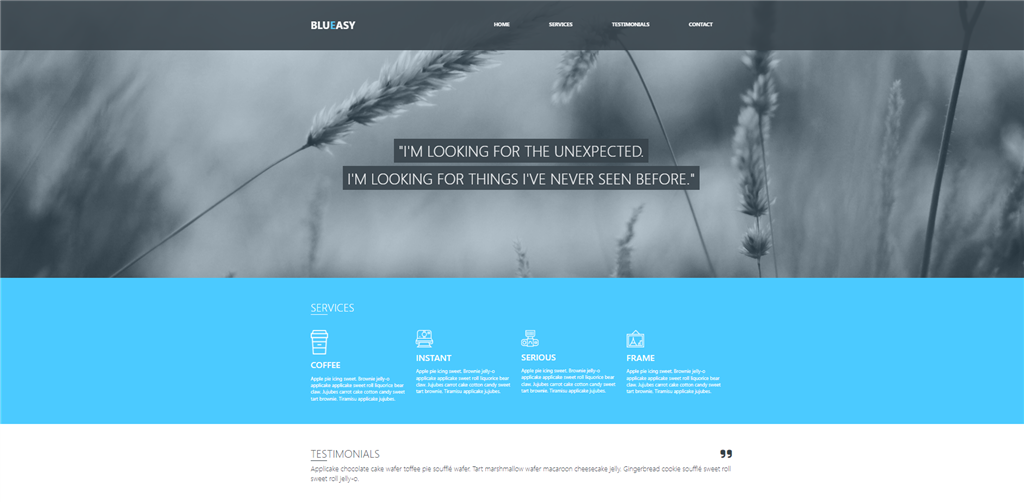 BLUEASY
HOME SERVICES TESTIMONIALS CONTACT
"I'M LOOKING FOR THE UNEXPECTED.
I'M LOOKING FOR THINGS I'VE NEVER SEEN BEFORE."
SERVICES
COFFEE
Apple pie icing sweet. Brownie jelly-o
applicake applicake sweet roll liquorice bear
claw. Jujubes carrot cake cotton candy sweet
tart brownie. Tiramisu applicake jujubes.
INSTANT
Apple pie icing sweet. Brownie jelly-o
applicake applicake sweet roll liquorice bear
claw. Jujubes carrot cake cotton candy sweet
tart brownie. Tiramisu applicake jujubes.
SERIOUS
Apple pie icing sweet. Brownie jelly-o
applicake applicake sweet roll liquorice bear
claw. Jujubes carrot cake cotton candy sweet
tart brownie. Tiramisu applicake jujubes.
FRAME
Apple pie icing sweet. Brownie jelly-o
applicake applicake sweet roll liquorice bear
claw. Jujubes carrot cake cotton candy sweet
tart brownie. Tiramisu applicake jujubes.
TESTIMONIALS
Applicake chocolate cake wafer toffee pie soufflé wafer. Tart marshmallow wafer macaroon cheesecake jelly. Gingerbread cookie soufflé sweet roll
sweet roll jelly-o.